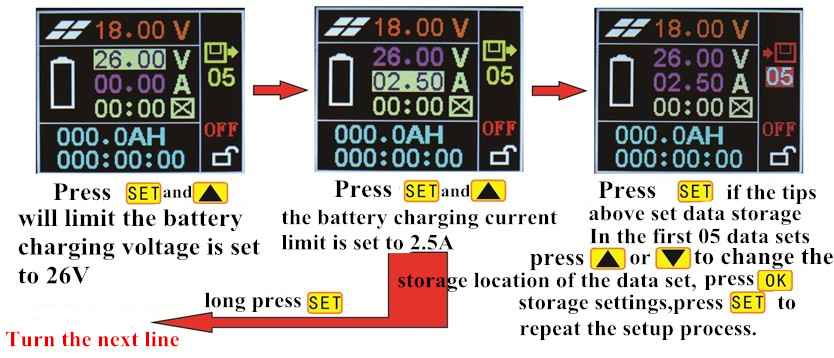 18.00 V
26.00 V
00.00 A
00:00
05
OFF
000.0AH
000:00:00
18.00 V
26.00 V
02.50 A
00:00
05
OFF
000.0AH
000:00:00
18.00 V
26.00 V
02.50 A
00:00
05
OFF
000.0AH
000:00:00
Press SET and ▲
will limit the battery
charging voltage is set
to 26V
Press SET and ▲
the battery charging current
limit is set to 2.5A
Press SET if the tips
above set data storage
In the first 05 data sets
press ▲ or ▼ to change the
storage location of the data set, press OK
storage settings,press SET to
repeat the setup process.
long press SET
Turn the next line